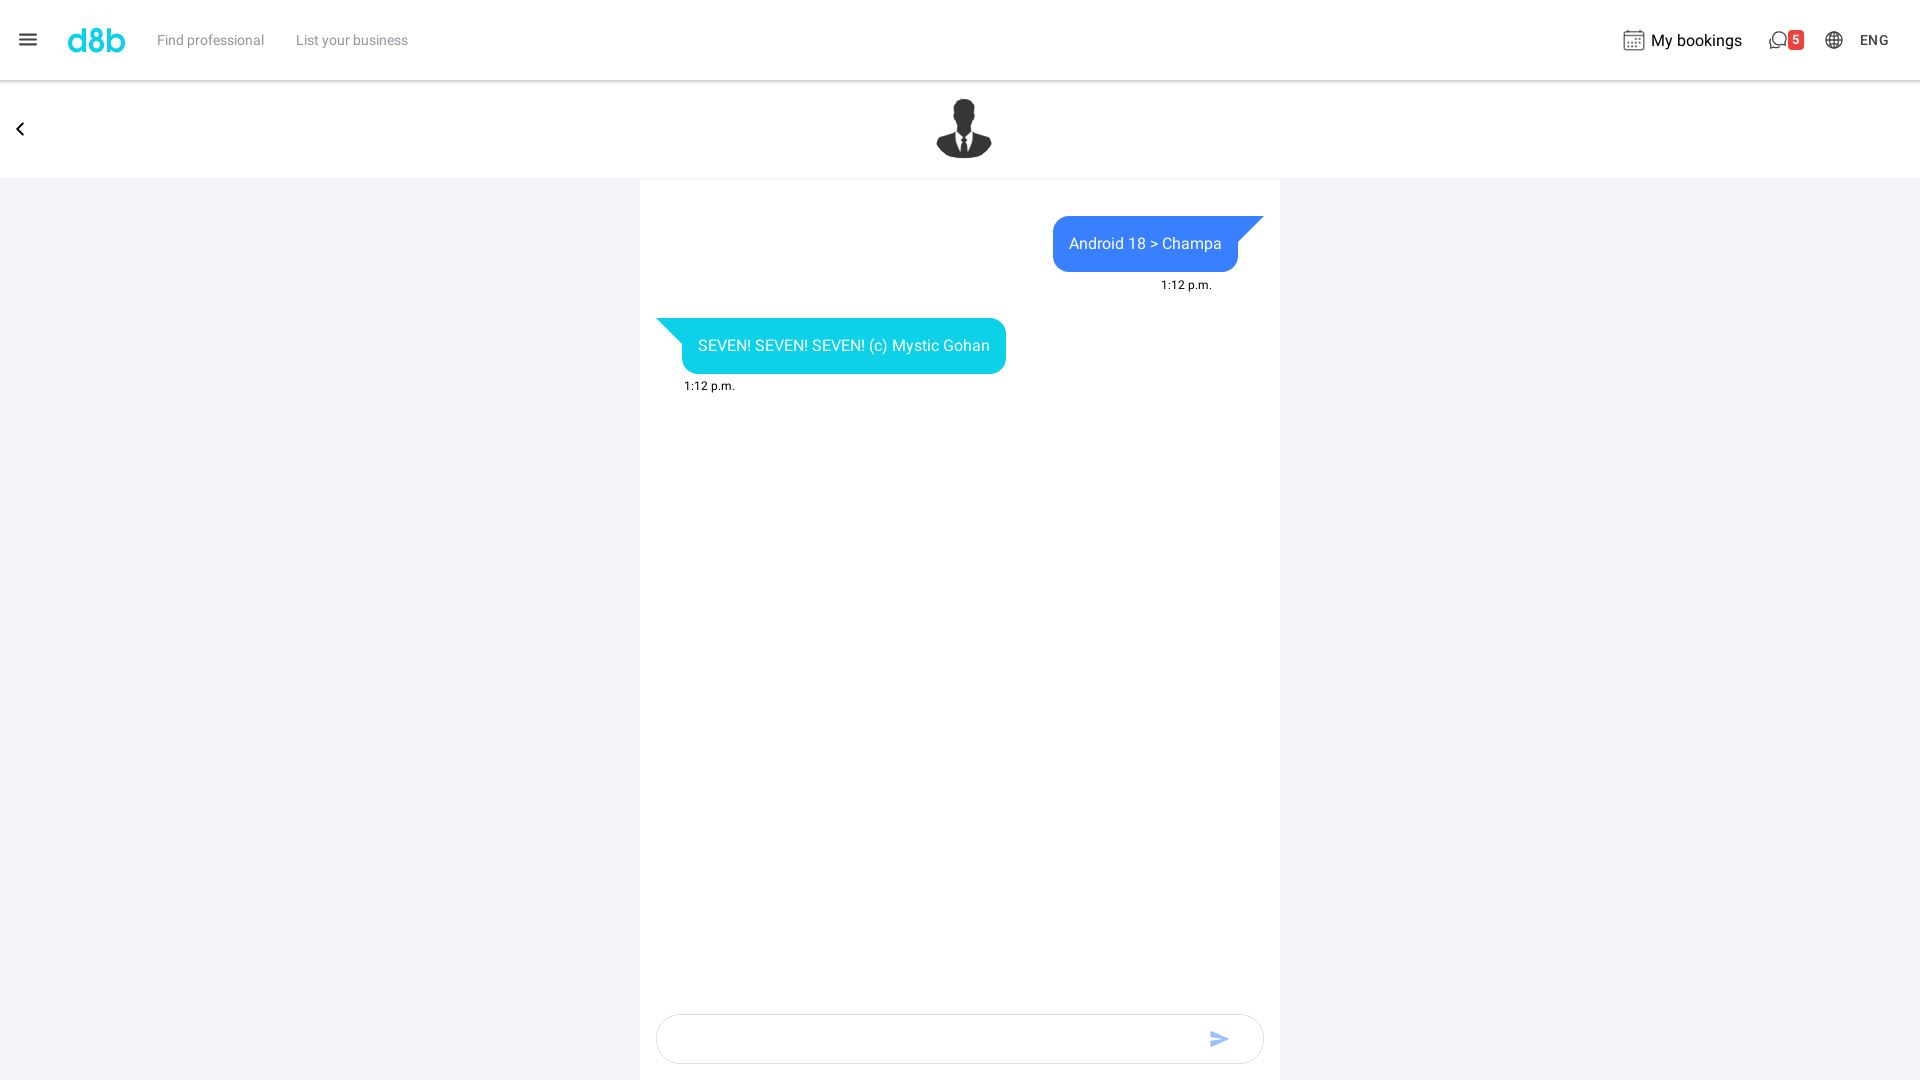 d8b
Find professional
List your business
My bookings
5
ENG
Android 18 > Champa
1:12 p.m.
SEVEN! SEVEN! SEVEN! (c) Mystic Gohan
1:12 p.m.